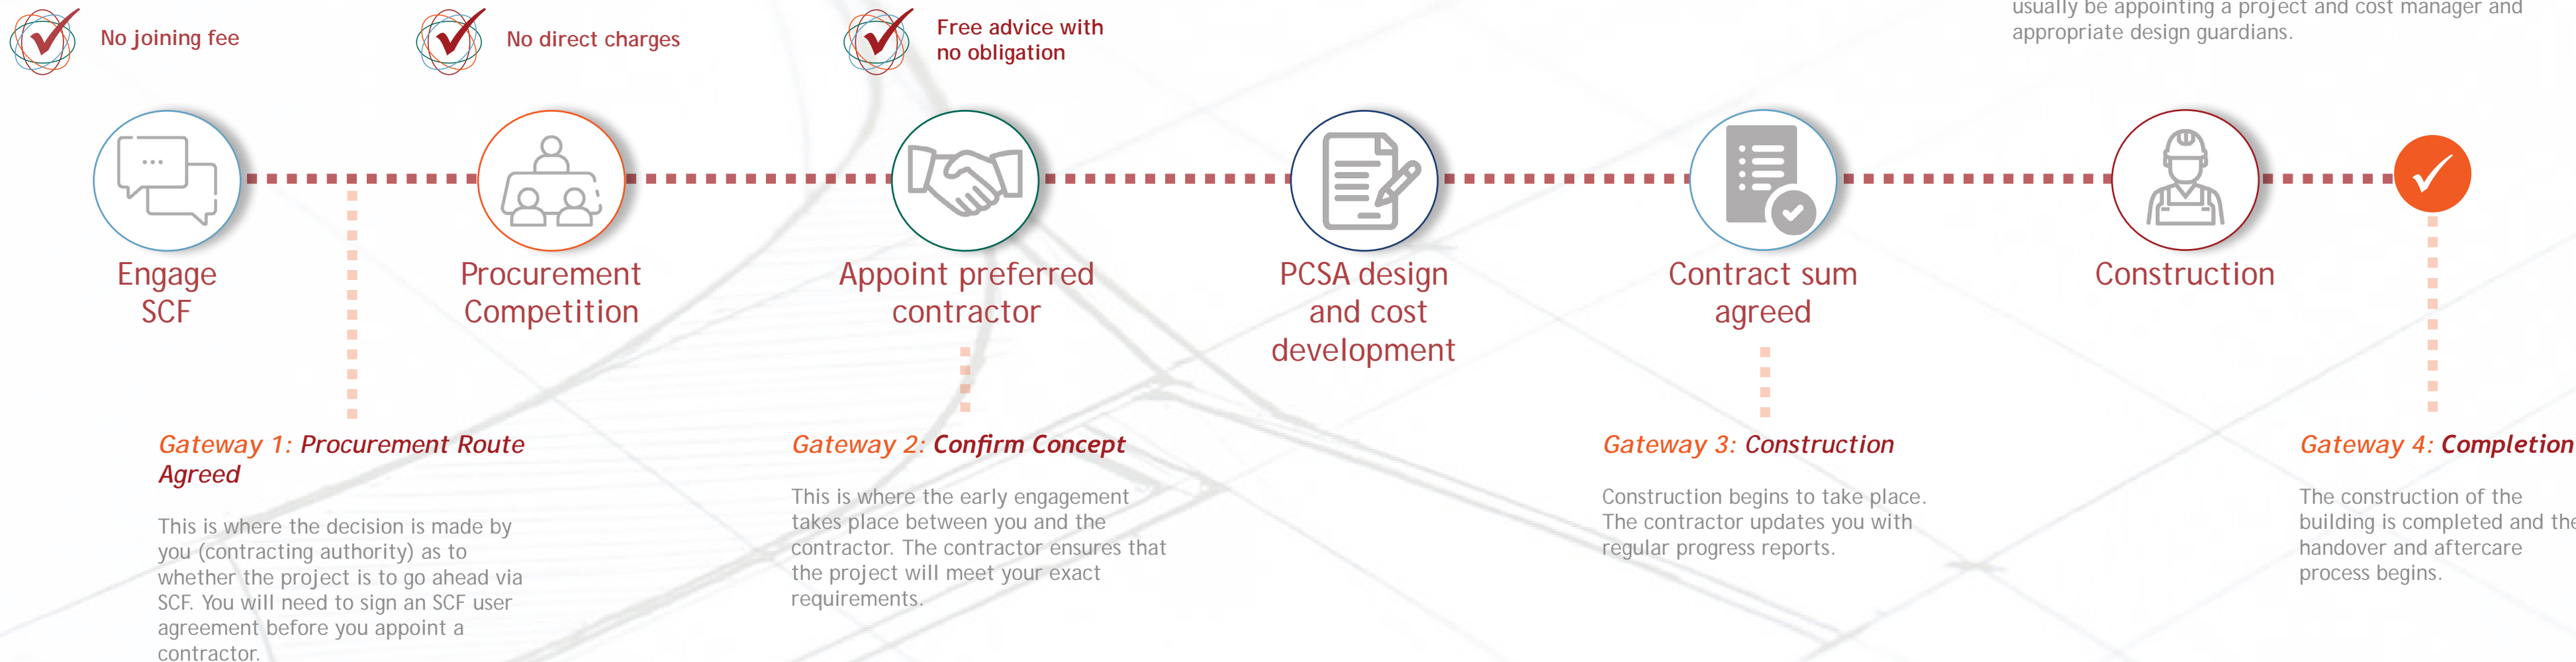 usually be appointing a project and cost manager and
appropriate design guardians.
No joining fee
No direct charges
Free advice with
no obligation
Engage
SCF
Procurement
Competition
Appoint preferred
contractor
PCSA design
and cost
development
Contract sum
agreed
Construction
Gateway 1: Procurement Route
Agreed
This is where the decision is made by
you (contracting authority) as to
whether the project is to go ahead via
SCF. You will need to sign an SCF user
agreement before you appoint a
contractor.
Gateway 2: Confirm Concept
This is where the early engagement
takes place between you and the
contractor. The contractor ensures that
the project will meet your exact
requirements.
Gateway 3: Construction
Construction begins to take place.
The contractor updates you with
regular progress reports.
Gateway 4: Completion
The construction of the
building is completed and the
handover and aftercare
process begins.